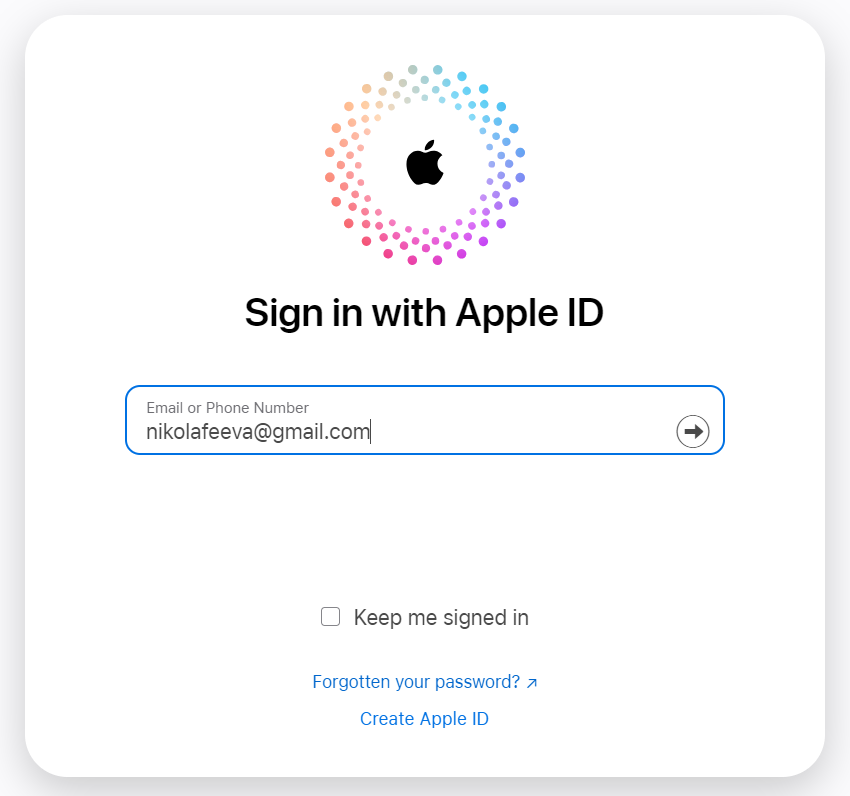 Sign in with Apple ID
Email or Phone Number
nikolafeeva@gmail.com
Keep me signed in
Forgotten your password? ↗
Create Apple ID